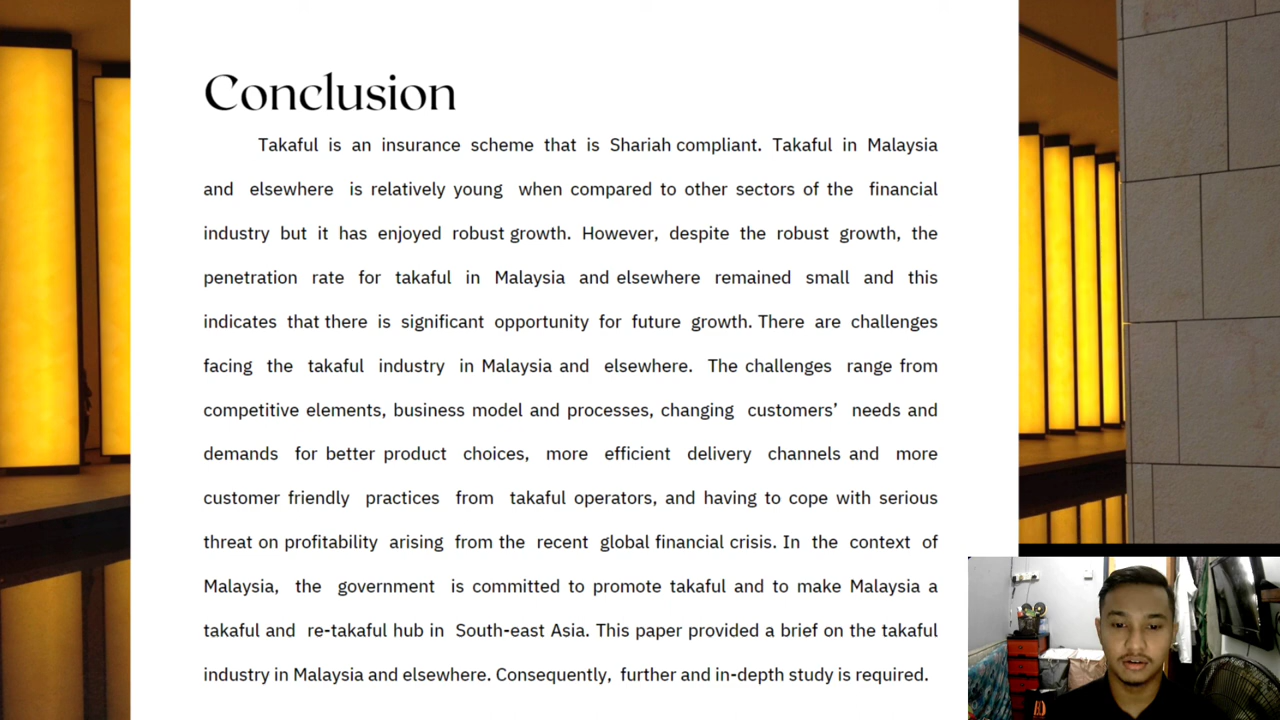 Conclusion
Takaful is an insurance scheme that is Shariah compliant. Takaful in Malaysia
and elsewhere is relatively young when compared to other sectors of the financial
industry but it has enjoyed robust growth. However, despite the robust growth, the
penetration rate for takaful in Malaysia and elsewhere remained small and this
indicates that there is significant opportunity for future growth. There are challenges
facing the takaful industry in Malaysia and elsewhere. The challenges range from
competitive elements, business model and processes, changing customers’ needs and
demands for better product choices, more efficient delivery channels and more
customer friendly practices from takaful operators, and having to cope with serious
threat on profitability arising from the recent global financial crisis. In the context of
Malaysia, the government is committed to promote takaful and to make Malaysia a
takaful and re-takaful hub in South-east Asia. This paper provided a brief on the takaful
industry in Malaysia and elsewhere. Consequently, further and in-depth study is required.